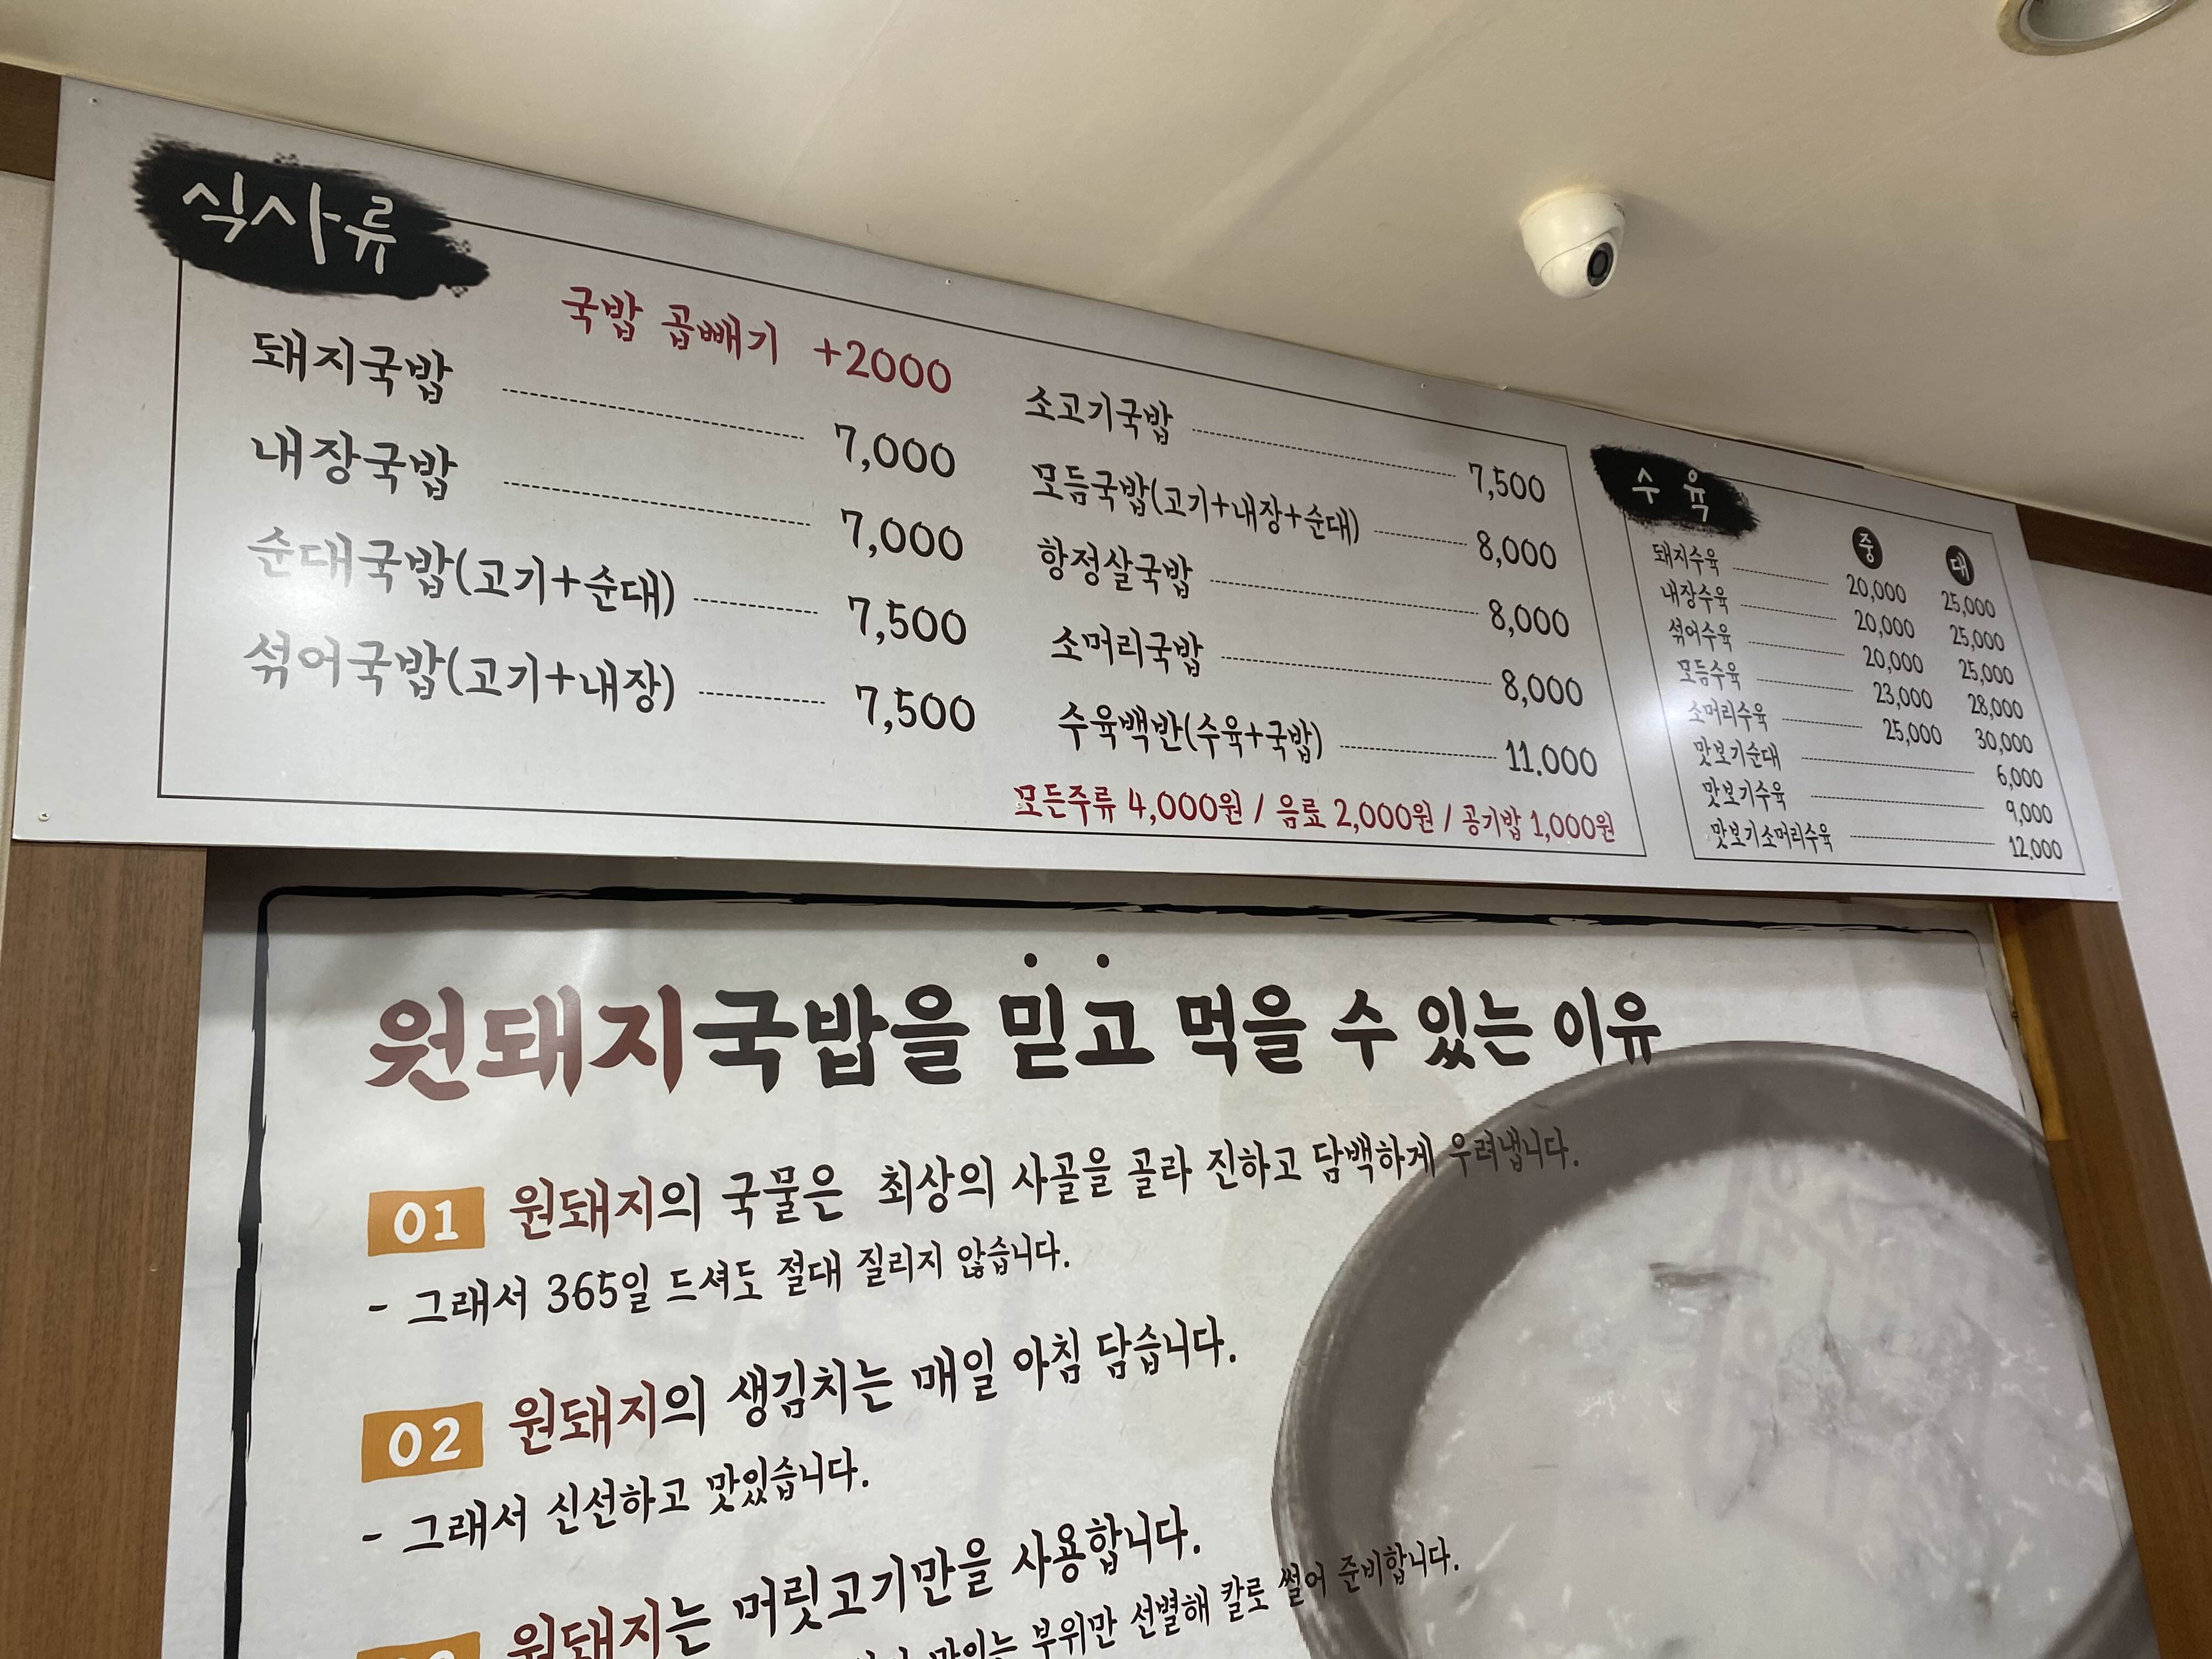 식사류
국밥 곱빼기 +2000
돼지국밥 7,000
내장국밥 7,000
순대국밥(고기+순대) 7,500
섞어국밥(고기+내장) 7,500
소고기국밥 7,500
모듬국밥(고기+내장+순대) 8,000
항정살국밥 8,000
소머리국밥 8,000
수육백반(수육+국밥) 11.000
모든주류 4,000원 / 음료 2,000원 / 공기밥 1,000원
수육
중 대
돼지수육 20,000 25,000
내장수육 20,000 25,000
섞어수육 20,000 25,000
모듬수육 23,000 28,000
소머리수육 25,000 30,000
맛보기순대 6,000
맛보기수육 9,000
맛보기소머리수육 12,000
원돼지국밥을 믿고 먹을 수 있는 이유
01 원돼지의 국물은 최상의 사골을 골라 진하고 담백하게 우려냅니다.
- 그래서 365일 드셔도 절대 질리지 않습니다.
02 원돼지의 생김치는 매일 아침 담습니다.
- 그래서 신선하고 맛있습니다.
원돼지는 머릿고기만을 사용합니다.
맛있는 부위만 선별해 칼로 썰어 준비합니다.